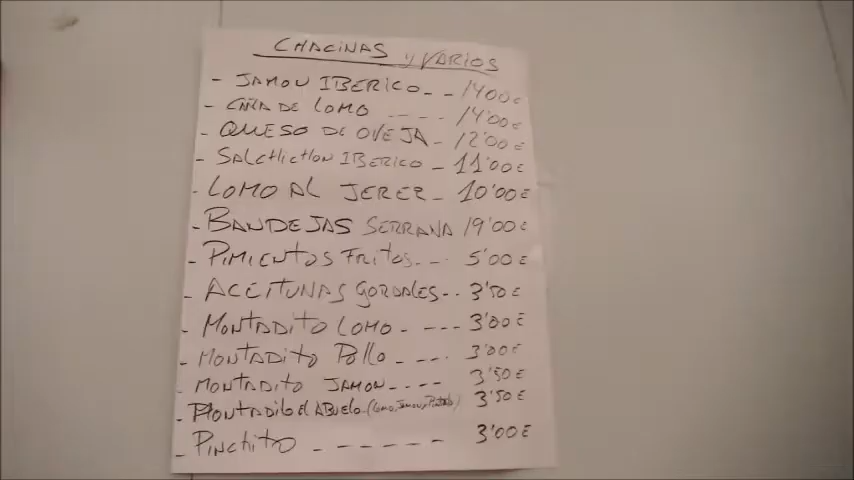 CHACINAS y VARIOS
- JAMON IBERICO - - 14'00 €
- CAÑA DE LOMO - - - - 14'00 €
- QUESO DE OVEJA - 12'00 €
- SALCHICHON IBERICO - 11'00 €
- LOMO AL JEREZ - 10'00 €
- BANDEJAS SERRANA 19'00 €
- PIMIENTOS FRITOS - - - 5'00 €
- ACEITUNAS GORDALES - - 3'50 €
- MONTADITO LOMO - - - - 3'00 €
- MONTADITO POLLO - - - - 3'00 €
- MONTADITO JAMON - - - - 3'50 €
- MONTADITO EL ABUELO (Lomo, Jamon, ) 3'50 €
- PINCHITO - - - - - - 3'00 €